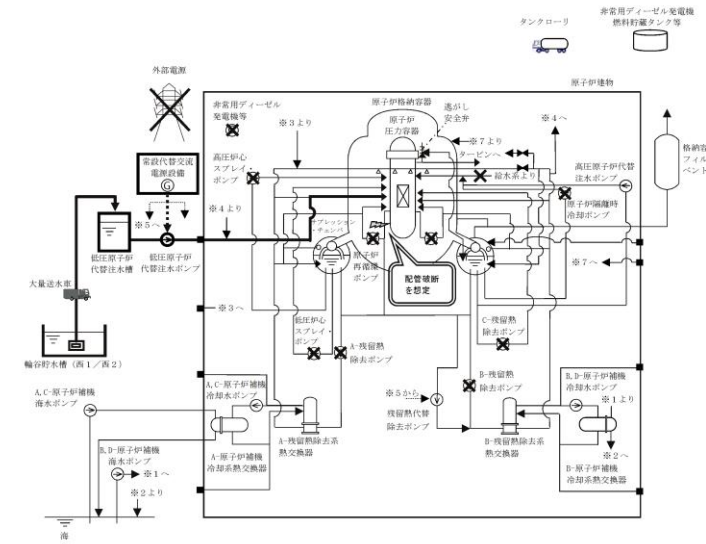 タンクローリ
非常用ディーゼル発電機
燃料貯蔵タンク等
外部電源
原子炉建物
非常用ディーゼル
発電機等
※3より
原子炉格納容器
原子炉
圧力容器
逃がし
安全弁
※7より
タービンへ
※4へ
給水系より
格納容器
フィルタ
ベント系
常設代替交流
電源設備
G
高圧炉心
スプレイ・
ポンプ
高圧原子炉代替
注水ポンプ
原子炉隔離時
冷却ポンプ
※5へ
※4より
サプレッション
・チェンバ
低圧原子炉
代替注水槽
低圧原子炉
代替注水ポンプ
原子炉
再循環
ポンプ
配管破断
を想定
※7へ
大量送水車
※3へ
低圧炉心
スプレイ・
ポンプ
A-残留熱
除去ポンプ
C-残留熱
除去ポンプ
輪谷貯水槽(西1/西2)
B-残留熱
除去ポンプ
A,C-原子炉補機
海水ポンプ
A,C-原子炉補機
冷却水ポンプ
※5から
残留熱代替
除去ポンプ
B,D-原子炉補機
冷却水ポンプ
※1より
B,D-原子炉補機
海水ポンプ
※1へ
※2より
A-原子炉補機
冷却系熱交換器
A-残留熱除去系
熱交換器
B-残留熱除去系
熱交換器
※2へ
B-原子炉補機
冷却系熱交換器
海